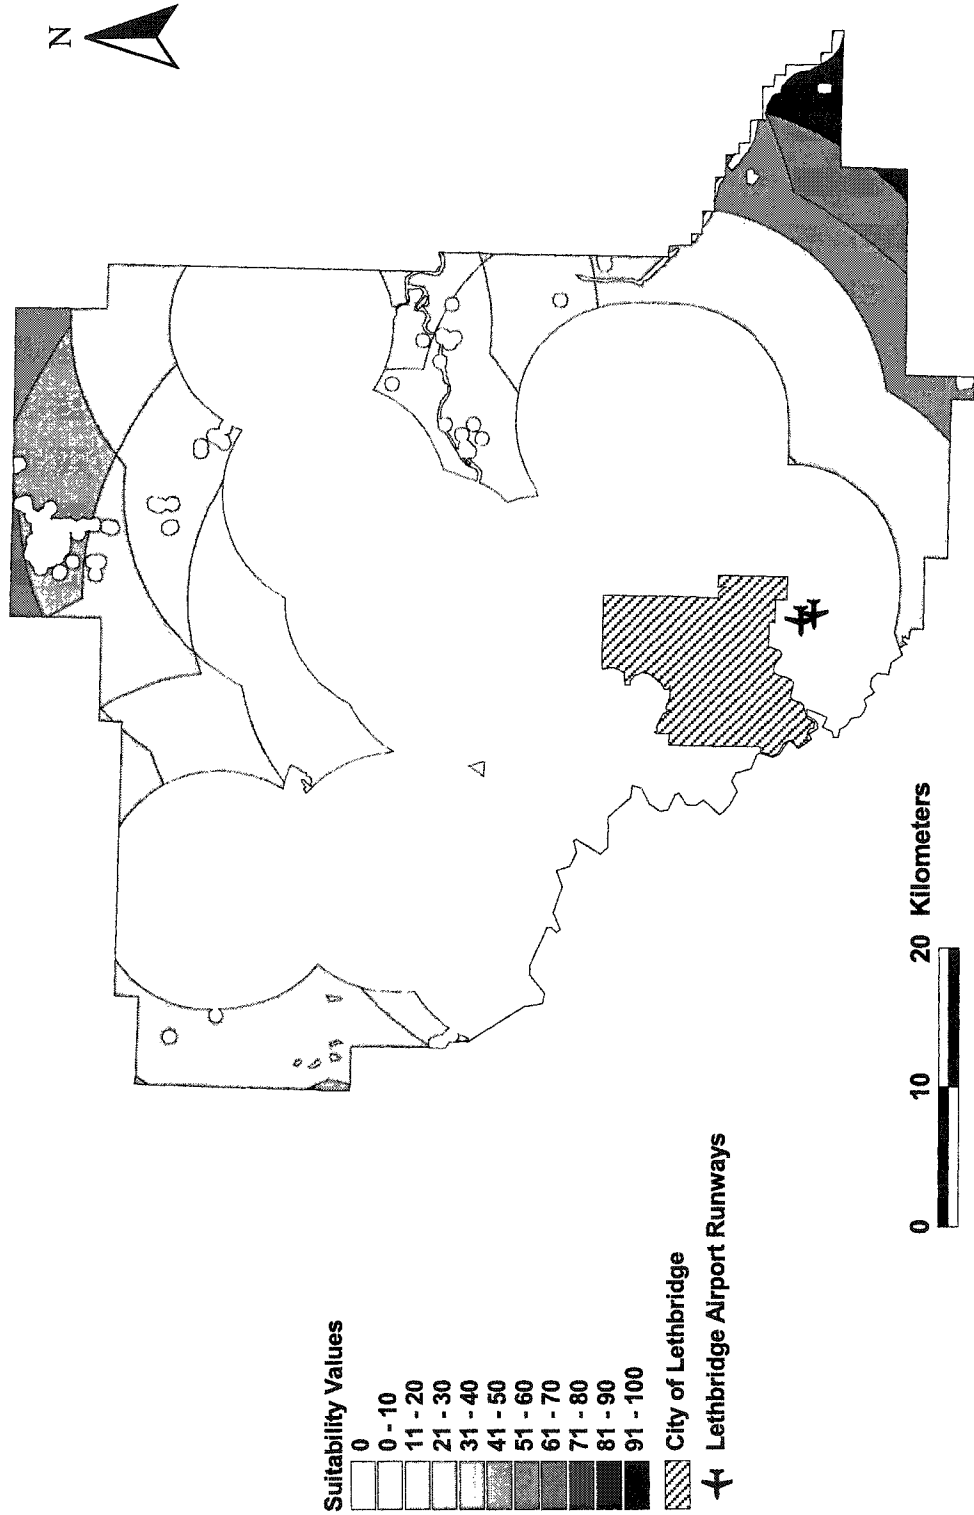 N
Suitability Values
0
0 - 10
11 - 20
21 - 30
31 - 40
41 - 50
51 - 60
61 - 70
71 - 80
81 - 90
91 - 100
City of Lethbridge
Lethbridge Airport Runways
0 10 20 Kilometers